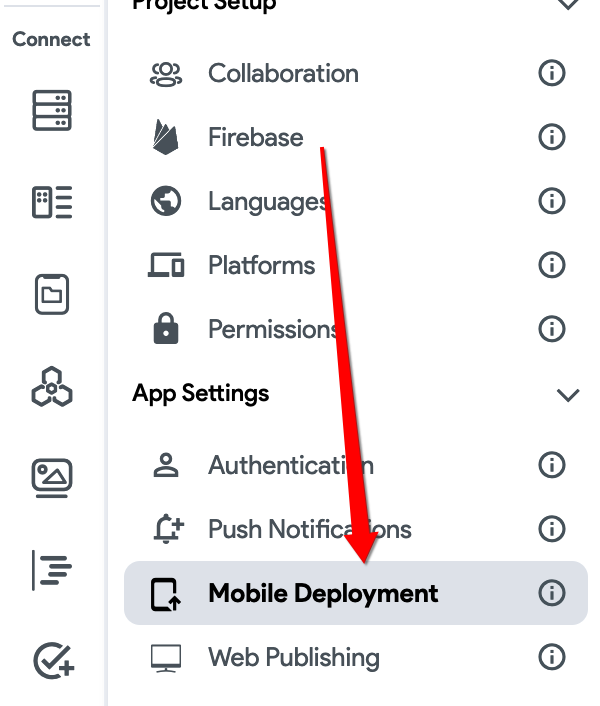 Project Setup
Connect
Collaboration
Firebase
Languages
Platforms
Permissions
App Settings
Authentication
Push Notifications
Mobile Deployment
Web Publishing